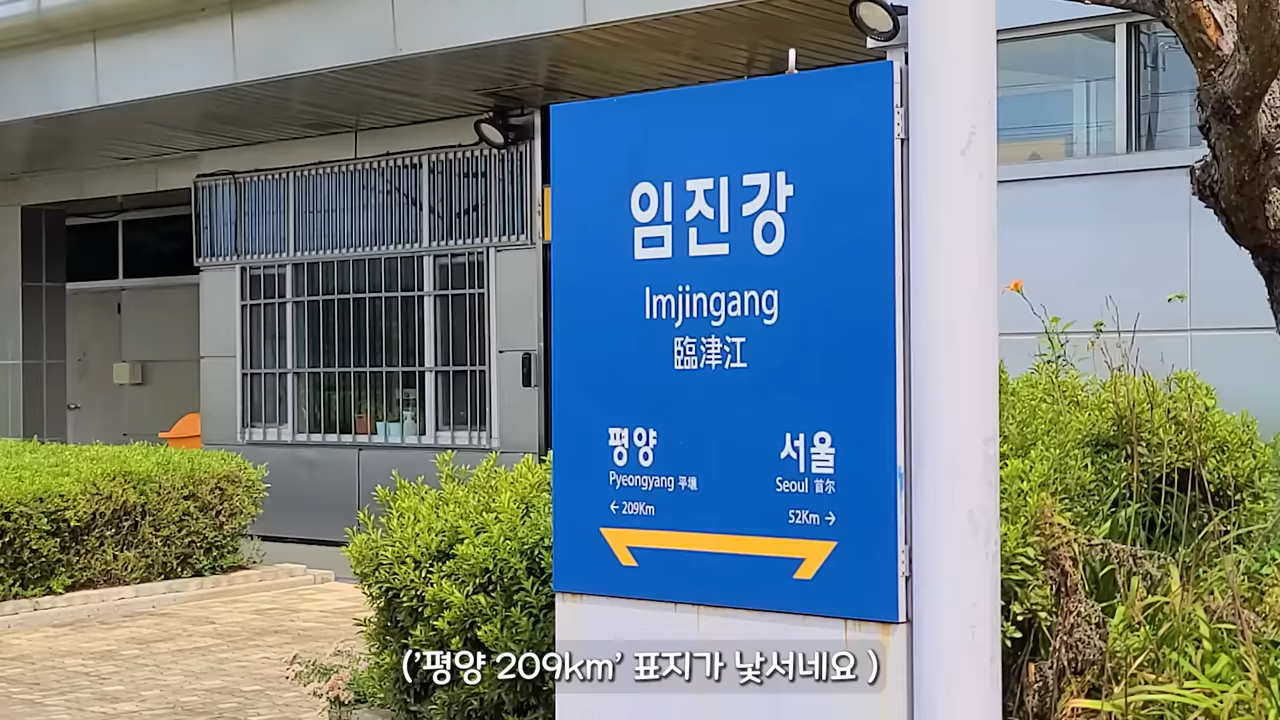 임진강
Imjingang
臨津江
평양
Pyeongyang 平壤
← 209Km
서울
Seoul 首尔
52Km →
('평양 209km' 표지가 낯서네요 )